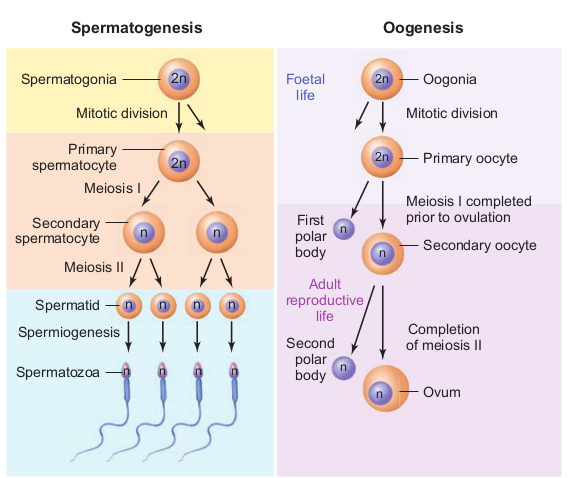 Spermatogenesis
Spermatogonia
2n
Mitotic division
Primary
spermatocyte
2n
Meiosis I
Secondary
spermatocyte
n
n
Meiosis II
Spermatid
n
n
n
n
Spermiogenesis
Spermatozoa
n
n
n
n
Oogenesis
Foetal
life
2n
Oogonia
Mitotic division
2n
Primary oocyte
Meiosis I completed
prior to ovulation
First
polar
body
n
n
Secondary oocyte
Adult
reproductive
life
Completion
of meiosis II
Second
polar
body
n
n
Ovum